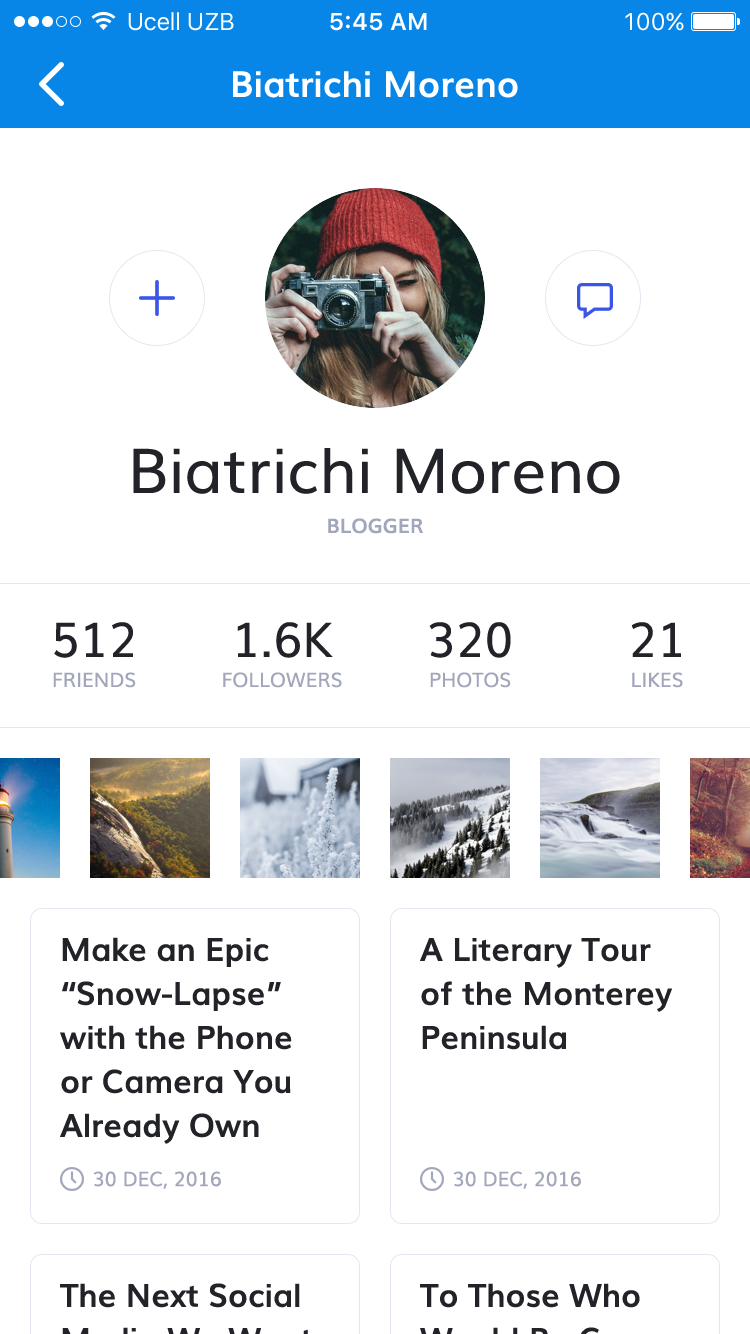 Ucell UZB 5:45 AM 100%
Biatrichi Moreno
Biatrichi Moreno
BLOGGER
512 1.6K 320 21
FRIENDS FOLLOWERS PHOTOS LIKES
Make an Epic
“Snow-Lapse”
with the Phone
or Camera You
Already Own
30 DEC, 2016
A Literary Tour
of the Monterey
Peninsula
30 DEC, 2016
The Next Social
To Those Who